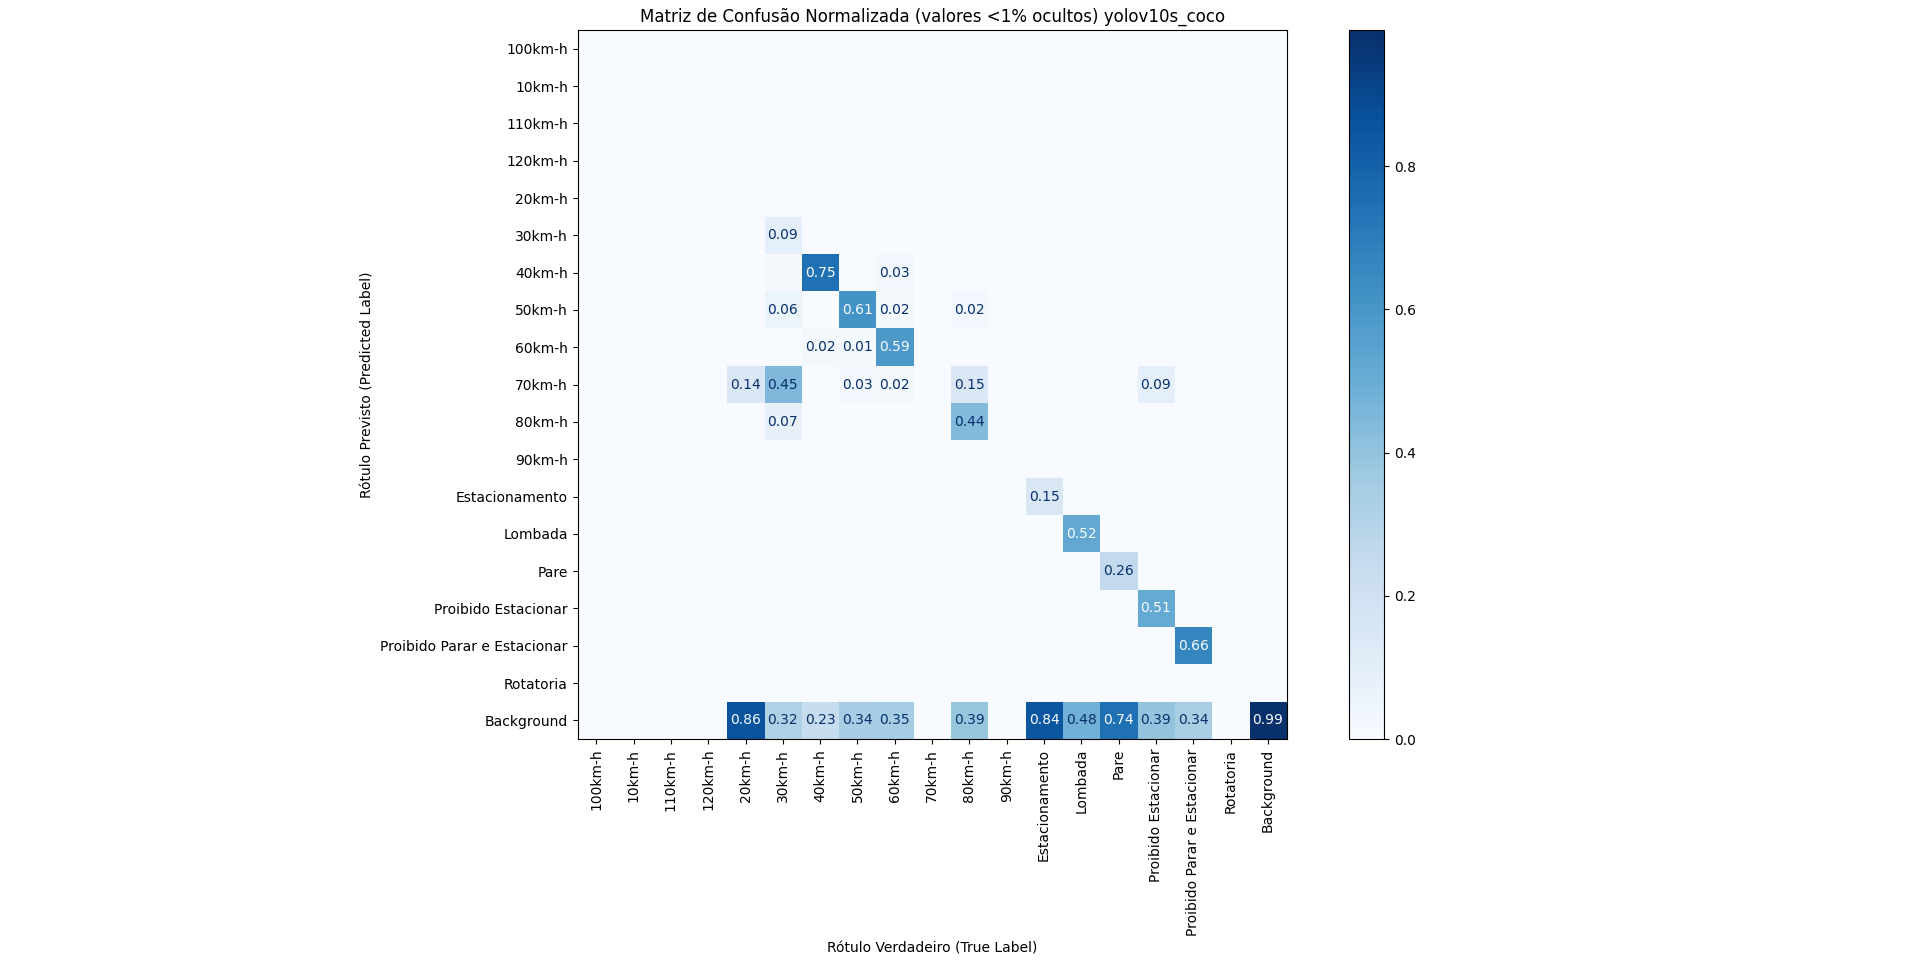 Matriz de Confusão Normalizada (valores <1% ocultos) yolov10s_coco
Rótulo Previsto (Predicted Label)
100km-h
10km-h
110km-h
120km-h
20km-h
30km-h 0.09
40km-h 0.75 0.03
50km-h 0.06 0.61 0.02 0.02
60km-h 0.02 0.01 0.59
70km-h 0.14 0.45 0.03 0.02 0.15 0.09
80km-h 0.07 0.44
90km-h
Estacionamento 0.15
Lombada 0.52
Pare 0.26
Proibido Estacionar 0.51
Proibido Parar e Estacionar 0.66
Rotatoria
Background 0.86 0.32 0.23 0.34 0.35 0.39 0.84 0.48 0.74 0.39 0.34 0.99
100km-h
10km-h
110km-h
120km-h
20km-h
30km-h
40km-h
50km-h
60km-h
70km-h
80km-h
90km-h
Estacionamento
Lombada
Pare
Proibido Estacionar
Proibido Parar e Estacionar
Rotatoria
Background
Rótulo Verdadeiro (True Label)
0.8
0.6
0.4
0.2
0.0